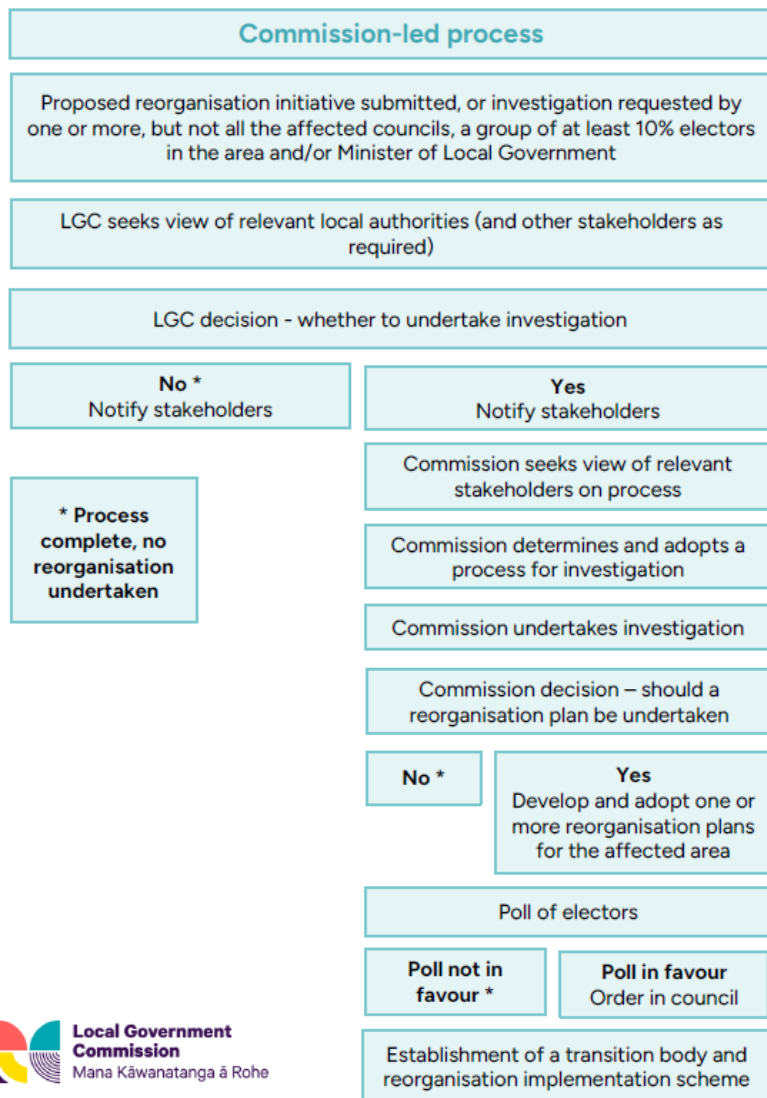 Commission-led process
Proposed reorganisation initiative submitted, or investigation requested by
one or more, but not all the affected councils, a group of at least 10% electors
in the area and/or Minister of Local Government
LGC seeks view of relevant local authorities (and other stakeholders as
required)
LGC decision - whether to undertake investigation
No *
Notify stakeholders
Yes
Notify stakeholders
* Process
complete, no
reorganisation
undertaken
Commission seeks view of relevant
stakeholders on process
Commission determines and adopts a
process for investigation
Commission undertakes investigation
Commission decision – should a
reorganisation plan be undertaken
No *
Yes
Develop and adopt one or
more reorganisation plans
for the affected area
Poll of electors
Poll not in
favour *
Poll in favour
Order in council
Establishment of a transition body and
reorganisation implementation scheme
Local Government
Commission
Mana Kāwanatanga ā Rohe